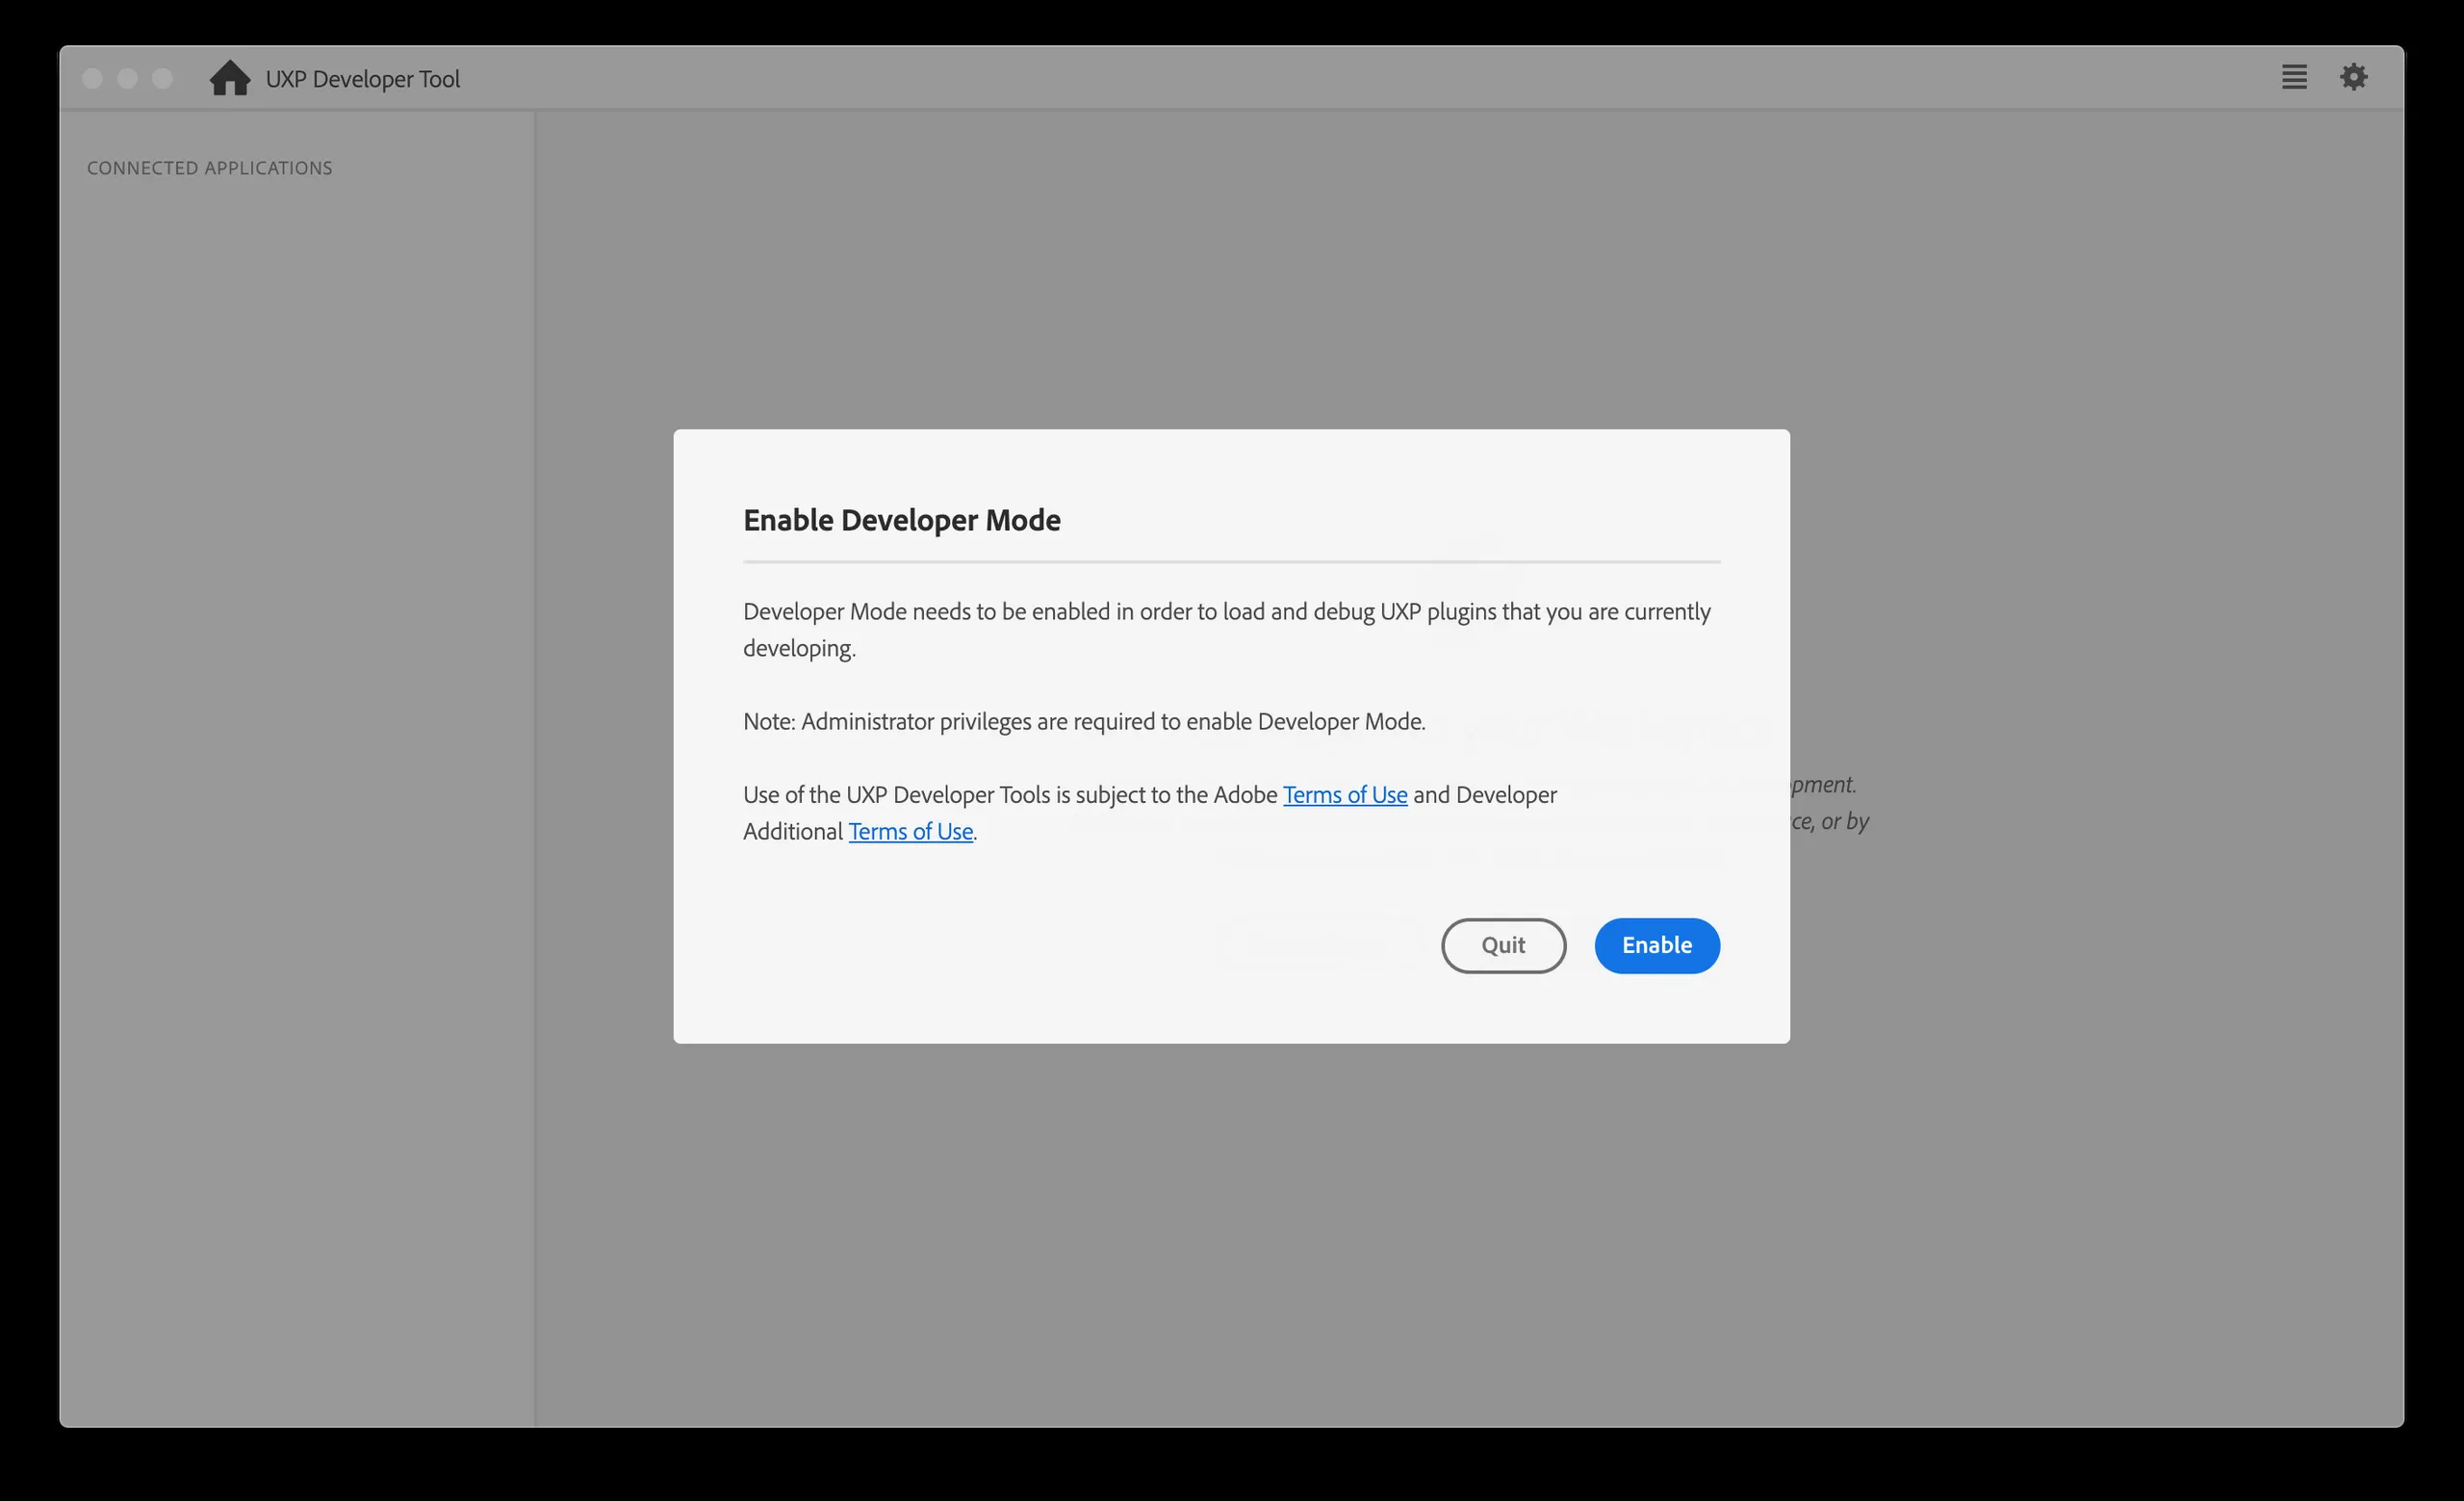 UXP Developer Tool
CONNECTED APPLICATIONS
Enable Developer Mode
Developer Mode needs to be enabled in order to load and debug UXP plugins that you are currently
developing.
Note: Administrator privileges are required to enable Developer Mode.
Use of the UXP Developer Tools is subject to the Adobe Terms of Use and Developer
Additional Terms of Use.
pment.
ce, or by
Quit
Enable